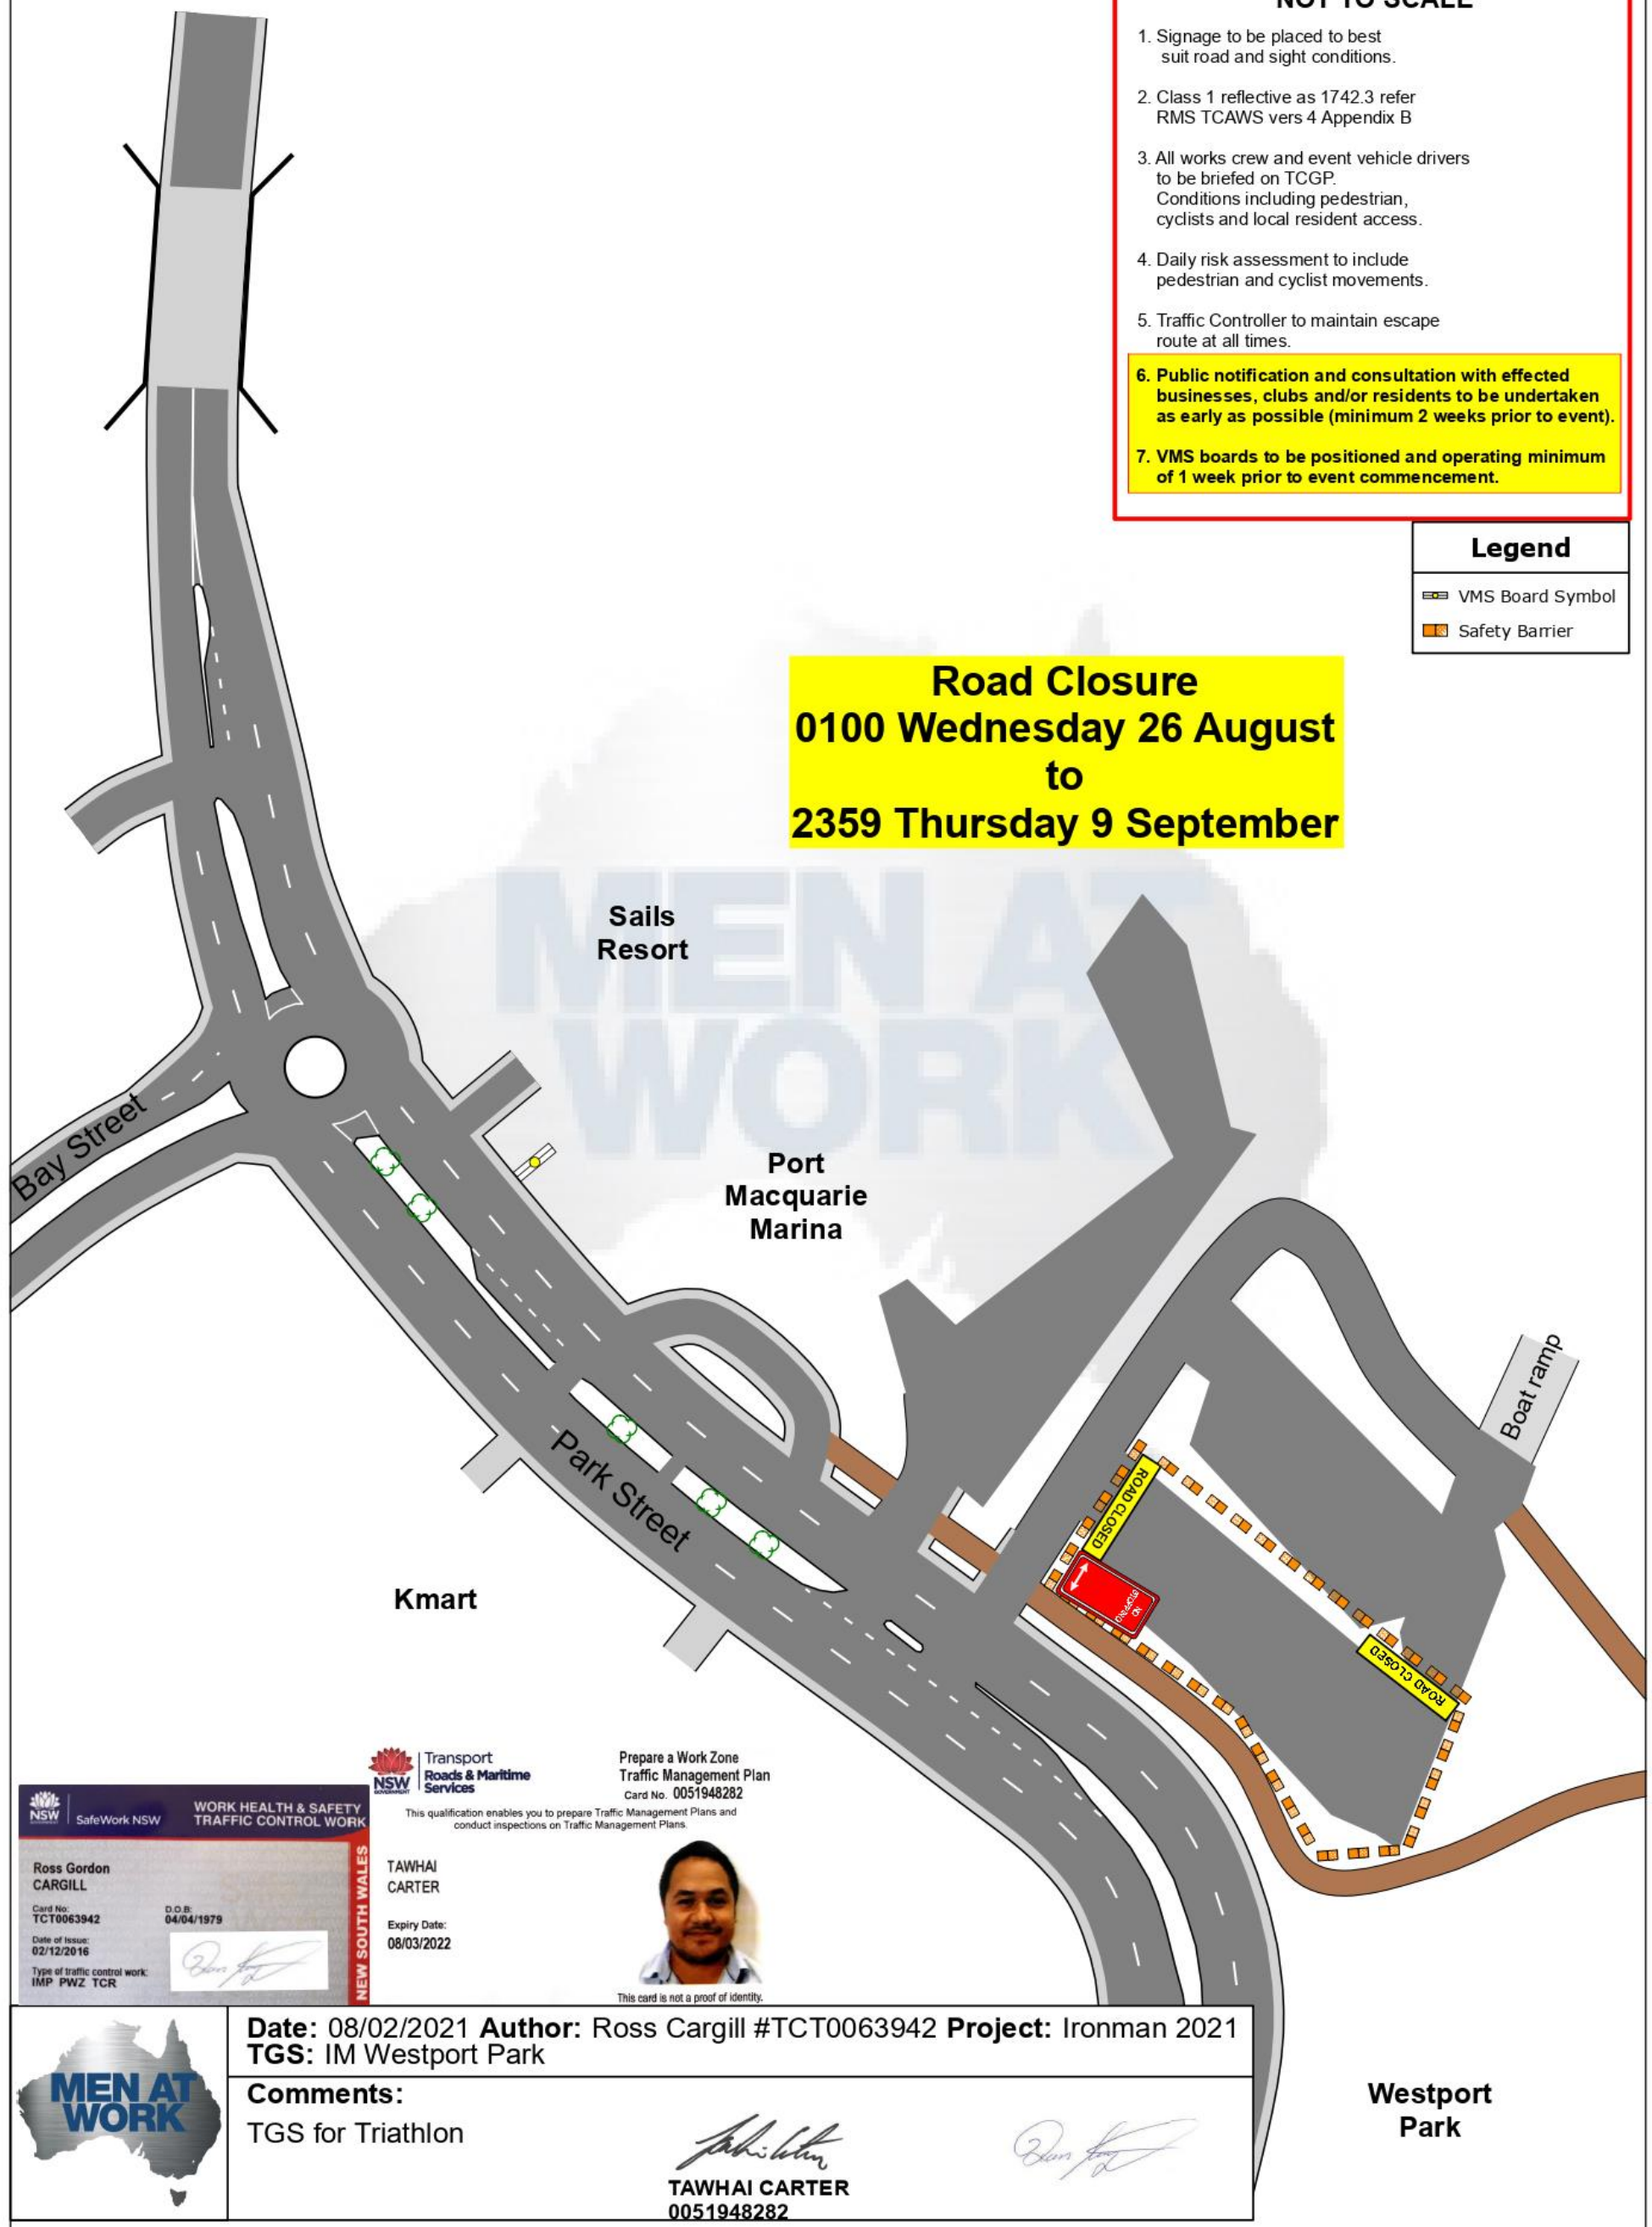 NOT TO SCALE
1. Signage to be placed to best
suit road and sight conditions.
2. Class 1 reflective as 1742.3 refer
RMS TCAWS vers 4 Appendix B
3. All works crew and event vehicle drivers
to be briefed on TCGP.
Conditions including pedestrian,
cyclists and local resident access.
4. Daily risk assessment to include
pedestrian and cyclist movements.
5. Traffic Controller to maintain escape
route at all times.
6. Public notification and consultation with effected
businesses, clubs and/or residents to be undertaken
as early as possible (minimum 2 weeks prior to event).
7. VMS boards to be positioned and operating minimum
of 1 week prior to event commencement.
Legend
VMS Board Symbol
Safety Barrier
Road Closure
0100 Wednesday 26 August
to
2359 Thursday 9 September
MEN AT
WORK
Sails
Resort
Bay Street
Port
Macquarie
Marina
Boat ramp
Park Street
ROAD CLOSED
NO
STOPPING
ROAD CLOSED
Kmart
NSW
GOVERNMENT
SafeWork NSW
WORK HEALTH & SAFETY
TRAFFIC CONTROL WORK
Ross Gordon
CARGILL
Card No:
TCT0063942
D.O.B:
04/04/1979
Date of Issue:
02/12/2016
Type of traffic control work:
IMP PWZ TCR
NEW SOUTH WALES
NSW
GOVERNMENT
Transport
Roads & Maritime
Services
Prepare a Work Zone
Traffic Management Plan
Card No. 0051948282
This qualification enables you to prepare Traffic Management Plans and
conduct inspections on Traffic Management Plans.
TAWHAI
CARTER
Expiry Date:
08/03/2022
This card is not a proof of identity.
MEN AT
WORK
Date: 08/02/2021 Author: Ross Cargill #TCT0063942 Project: Ironman 2021
TGS: IM Westport Park
Comments:
TGS for Triathlon
TAWHAI CARTER
0051948282
Westport
Park